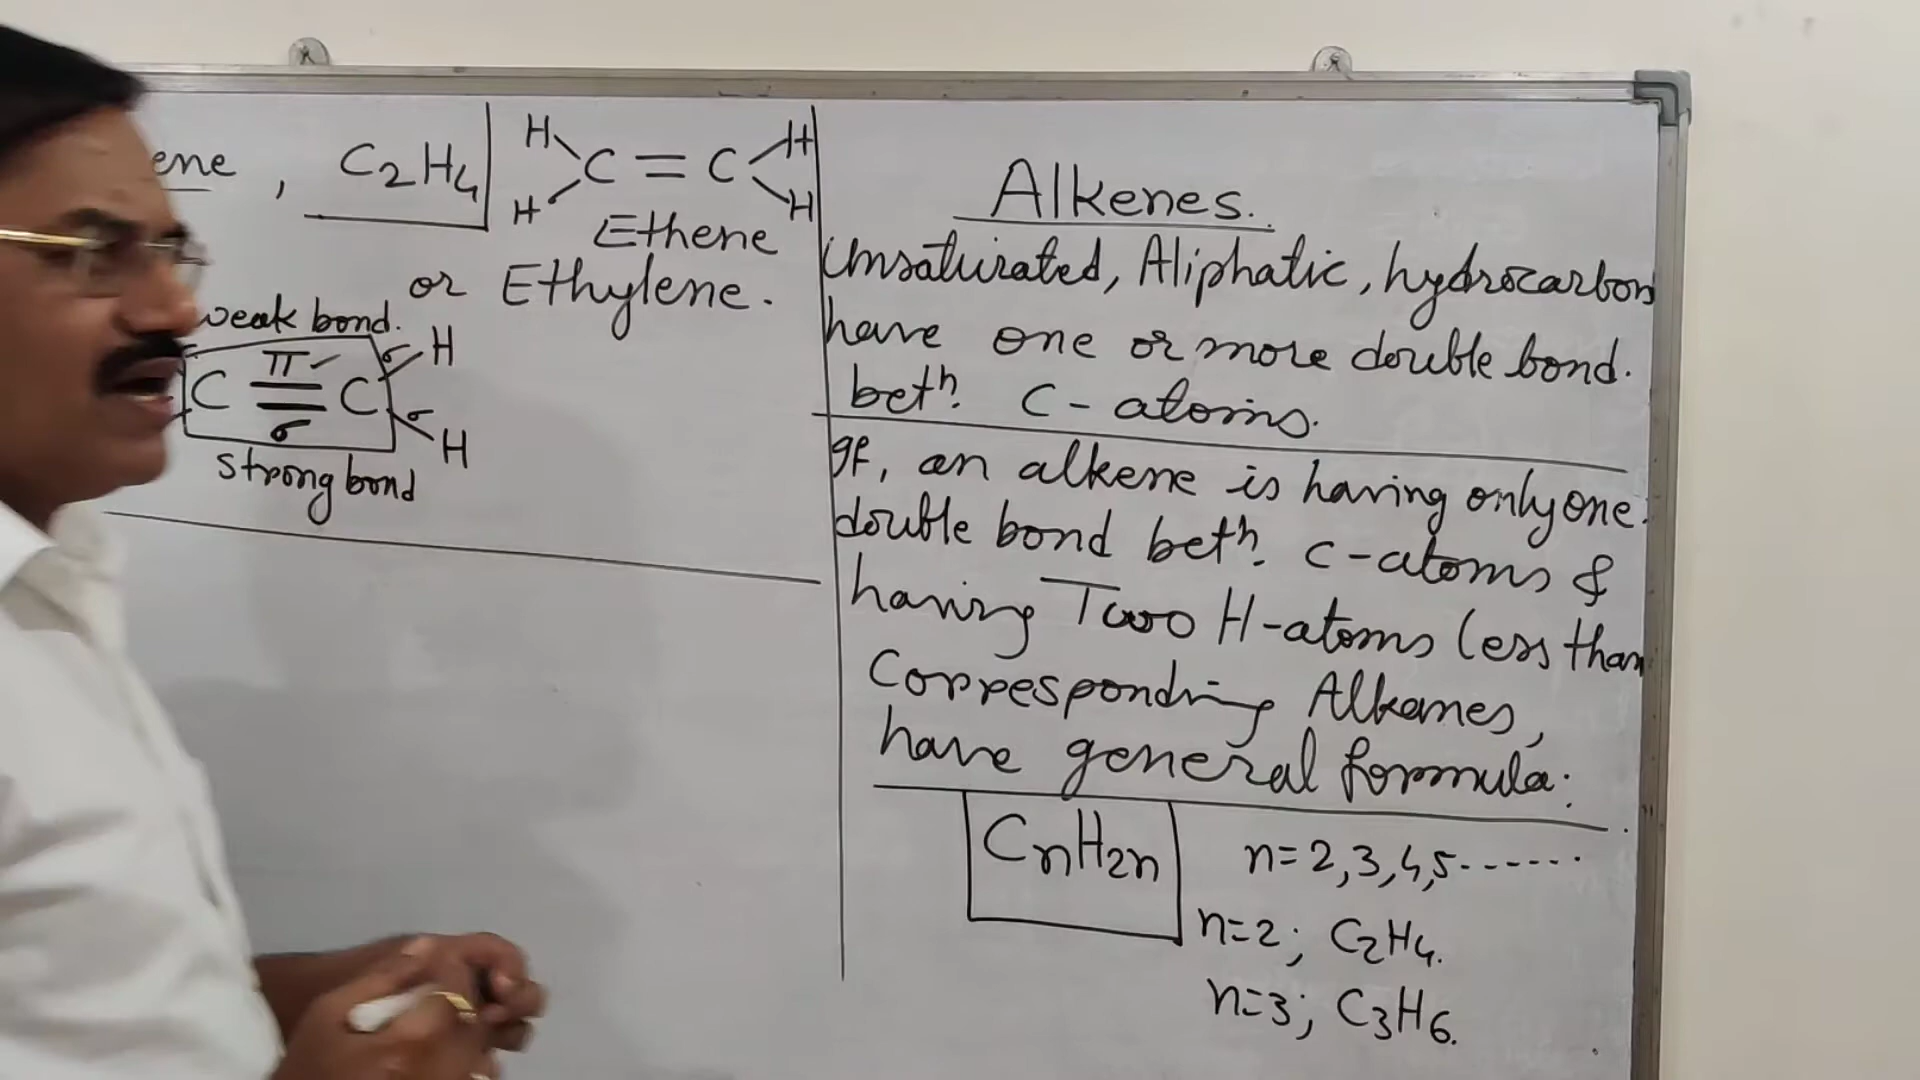 ene , C2H4
H H
C = C
H H
Ethene
or Ethylene.
weak bond.
π
σ H
C = C
σ σ H
strong bond
Alkenes.
Unsaturated, Aliphatic, hydrocarbon
have one or more double bond.
betn. C-atoms.
If, an alkene is having only one
double bond betn. C-atoms &
having Two H-atoms less than
Corresponding Alkanes,
have general formula:
CnH2n n=2,3,4,5------
n=2; C2H4.
n=3; C3H6.